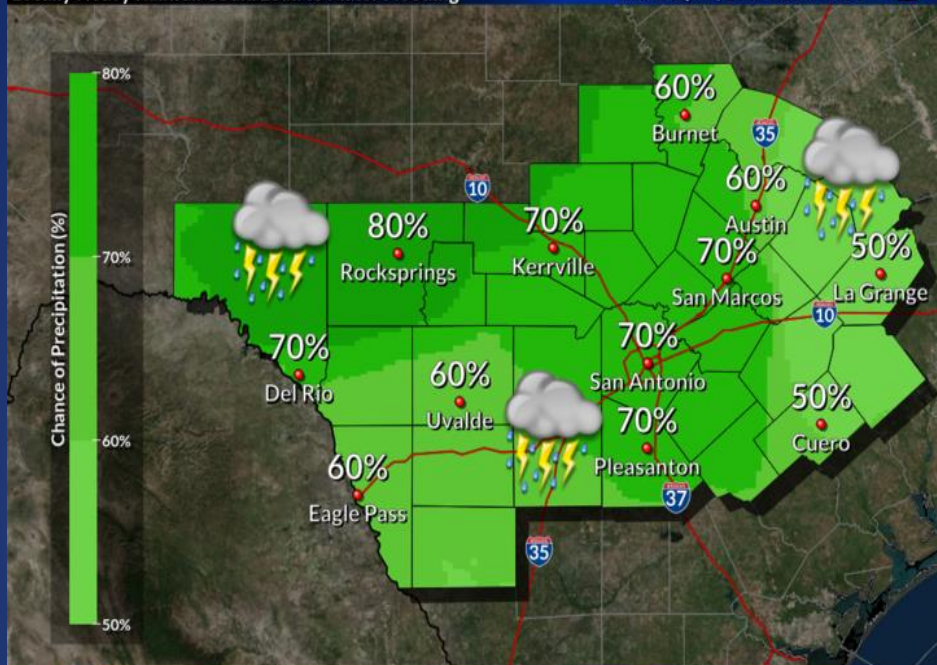 80%
70%
60%
50%
Chance of Precipitation (%)
60%
Burnet
35
60%
Austin
10
80%
Rocksprings
70%
Kerrville
70%
San Marcos
50%
La Grange
10
70%
Del Rio
60%
Uvalde
70%
San Antonio
50%
Cuero
70%
Pleasanton
60%
Eagle Pass
37
35